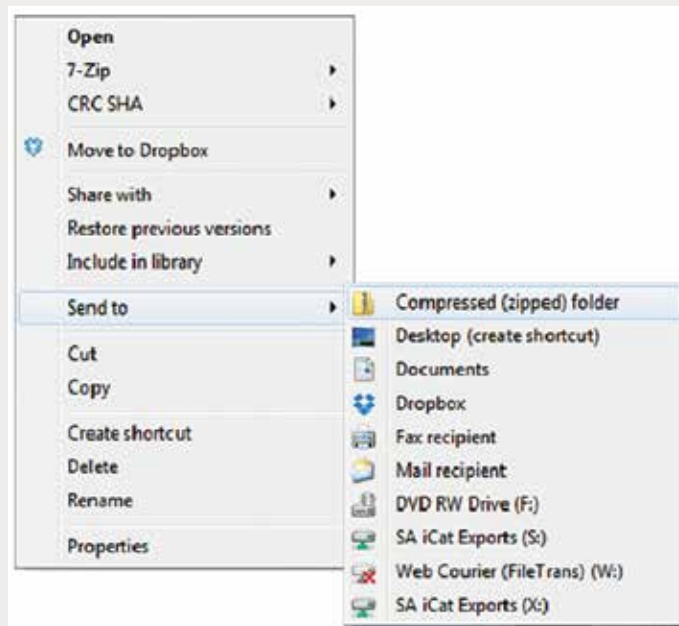 Open
7-Zip
CRC SHA
Move to Dropbox
Share with
Restore previous versions
Include in library
Send to
Cut
Copy
Create shortcut
Delete
Rename
Properties
Compressed (zipped) folder
Desktop (create shortcut)
Documents
Dropbox
Fax recipient
Mail recipient
DVD RW Drive (F:)
SA iCat Exports (S:)
Web Courier (FileTrans) (W:)
SA iCat Exports (X:)